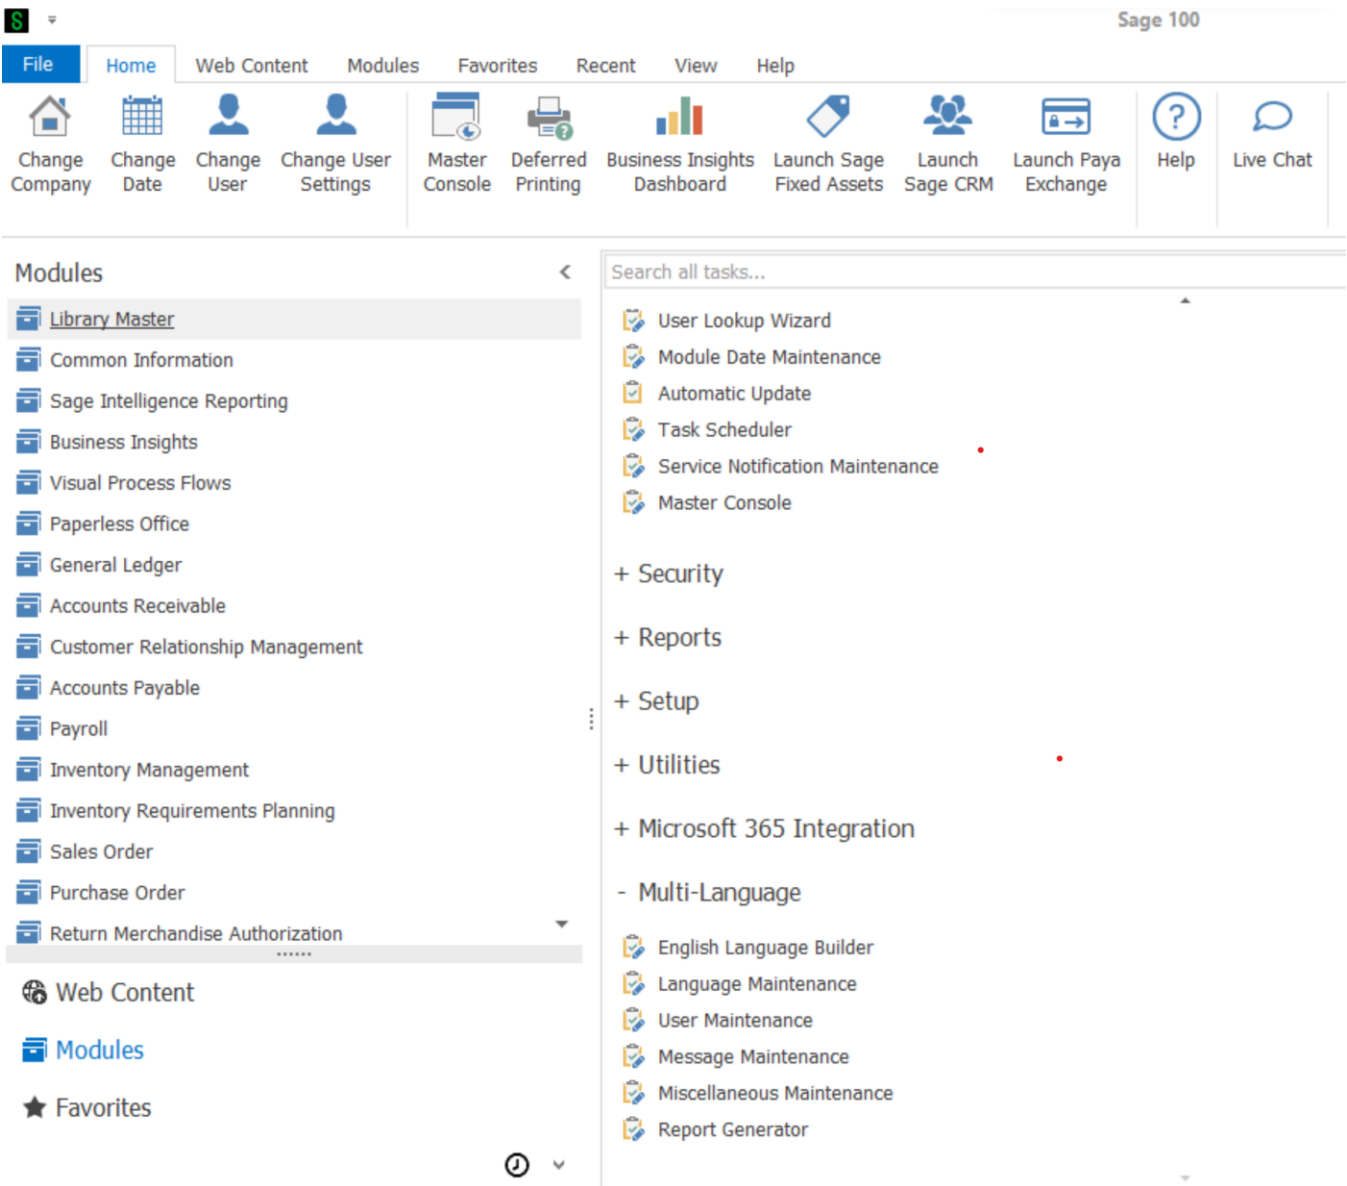 S
Sage 100
File Home Web Content Modules Favorites Recent View Help
Change Company
Change Date
Change User
Change User Settings
Master Console
Deferred Printing
Business Insights Dashboard
Launch Sage Fixed Assets
Launch Sage CRM
Launch Paya Exchange
Help
Live Chat
Modules
Library Master
Common Information
Sage Intelligence Reporting
Business Insights
Visual Process Flows
Paperless Office
General Ledger
Accounts Receivable
Customer Relationship Management
Accounts Payable
Payroll
Inventory Management
Inventory Requirements Planning
Sales Order
Purchase Order
Return Merchandise Authorization
Web Content
Modules
Favorites
Search all tasks...
User Lookup Wizard
Module Date Maintenance
Automatic Update
Task Scheduler
Service Notification Maintenance
Master Console
+ Security
+ Reports
+ Setup
+ Utilities
+ Microsoft 365 Integration
- Multi-Language
English Language Builder
Language Maintenance
User Maintenance
Message Maintenance
Miscellaneous Maintenance
Report Generator